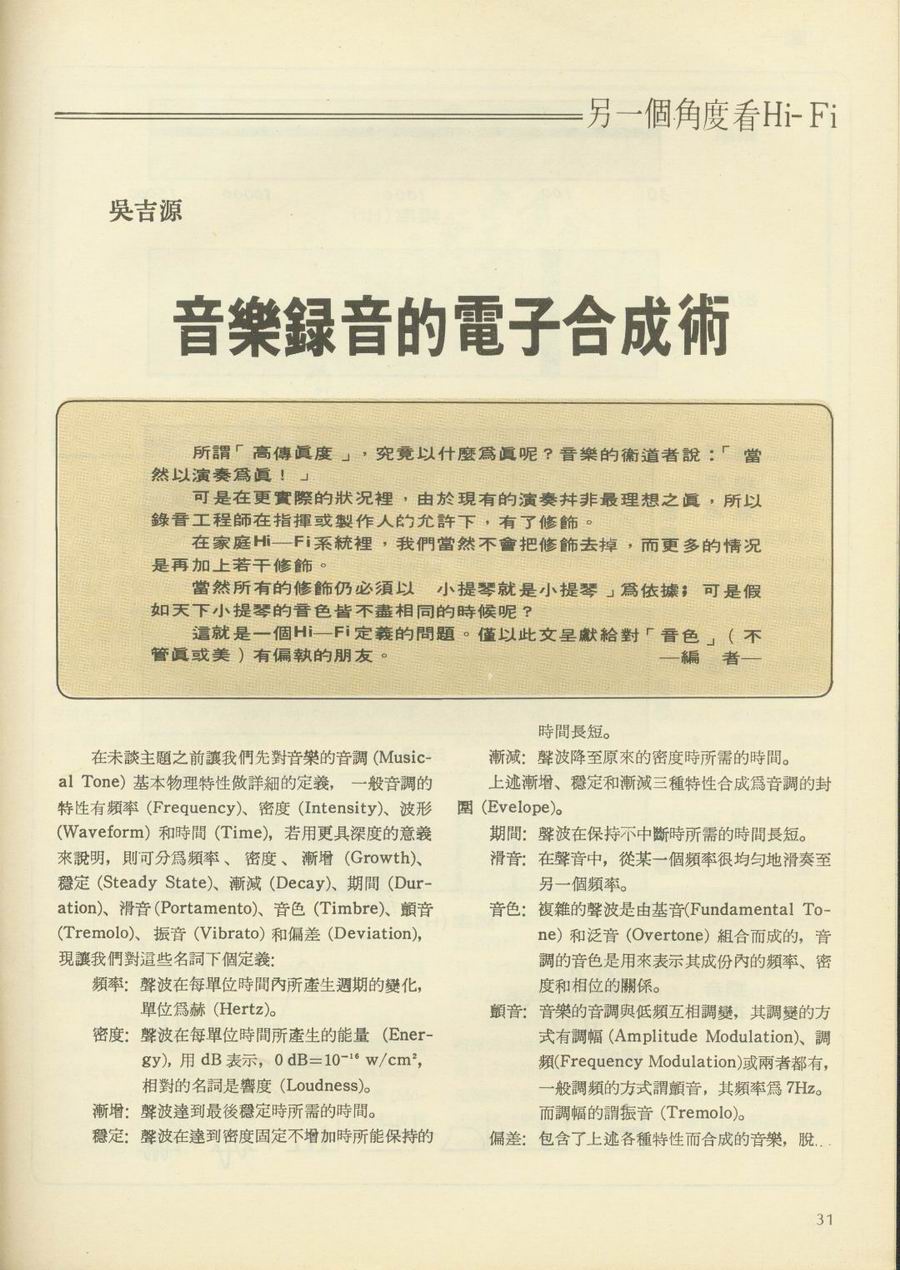 另一個角度看Hi-Fi
吳吉源
音樂録音的電子合成術
所謂「高傳眞度」，究竟以什麼爲眞呢？音樂的衞道者說：「當
然以演奏爲眞！」
可是在更實際的狀况裡，由於現有的演奏幷非最理想之眞，所以
錄音工程師在指揮或製作人的允許下，有了修飾。
在家庭Hi—Fi系統裡，我們當然不會把修飾去掉，而更多的情況
是再加上若干修飾。
當然所有的修飾仍必須以　小提琴就是小提琴」爲依據；可是假
如天下小提琴的音色皆不盡相同的時候呢？
這就是一個Hi—Fi定義的問題。僅以此文呈獻給對「音色」(不
管眞或美)有偏執的朋友。　—編　者—
在未談主題之前讓我們先對音樂的音調 (Music-
al Tone) 基本物理特性做詳細的定義，一般音調的
特性有頻率 (Frequency)、密度 (Intensity)、波形
(Waveform) 和時間 (Time)，若用更具深度的意義
來說明，則可分爲頻率、密度、漸增 (Growth)、
穩定 (Steady State)、漸減 (Decay)、期間 (Dur-
ation)、滑音(Portamento)、音色 (Timbre)、顫音
(Tremolo)、振音 (Vibrato) 和偏差 (Deviation)，
現讓我們對這些名詞下個定義：
頻率：聲波在每單位時間內所產生週期的變化，
單位爲赫 (Hertz)。
密度：聲波在每單位時間所產生的能量 (Ener-
gy)，用 dB 表示，0 dB=10⁻¹⁶ w/cm²，
相對的名詞是響度 (Loudness)。
漸增：聲波達到最後穩定時所需的時間。
穩定：聲波在達到密度固定不增加時所能保持的
時間長短。
漸減：聲波降至原來的密度時所需的時間。
上述漸增、穩定和漸減三種特性合成爲音調的封
圍 (Evelope)。
期間：聲波在保持不中斷時所需的時間長短。
滑音：在聲音中，從某一個頻率很均勻地滑奏至
另一個頻率。
音色：複雜的聲波是由基音(Fundamental To-
ne) 和泛音 (Overtone) 組合而成的，音
調的音色是用來表示其成份內的頻率、密
度和相位的關係。
顫音：音樂的音調與低頻互相調變，其調變的方
式有調幅 (Amplitude Modulation)、調
頻(Frequency Modulation)或兩者都有，
一般調頻的方式謂顫音，其頻率爲 7Hz。
而調幅的謂振音 (Tremolo)。
偏差：包含了上述各種特性而合成的音樂，脫...
31